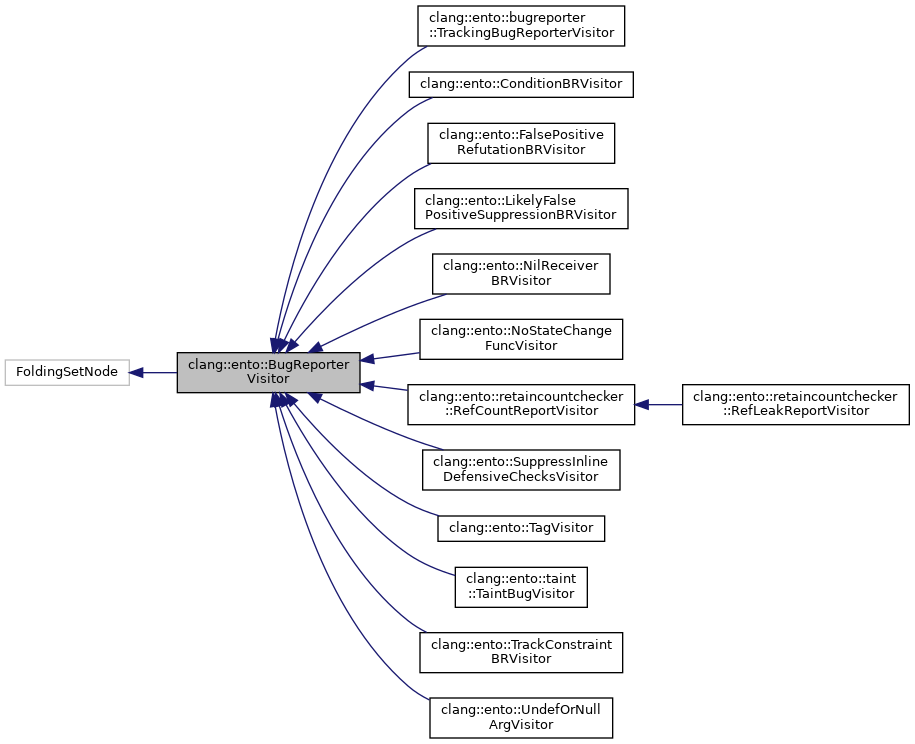 clang::ento::bugreporter
::TrackingBugReporterVisitor
clang::ento::ConditionBRVisitor
clang::ento::FalsePositive
RefutationBRVisitor
clang::ento::LikelyFalse
PositiveSuppressionBRVisitor
clang::ento::NilReceiver
BRVisitor
clang::ento::NoStateChange
FuncVisitor
FoldingSetNode
clang::ento::BugReporter
Visitor
clang::ento::retaincountchecker
::RefCountReportVisitor
clang::ento::retaincountchecker
::RefLeakReportVisitor
clang::ento::SuppressInline
DefensiveChecksVisitor
clang::ento::TagVisitor
clang::ento::taint
::TaintBugVisitor
clang::ento::TrackConstraint
BRVisitor
clang::ento::UndefOrNull
ArgVisitor